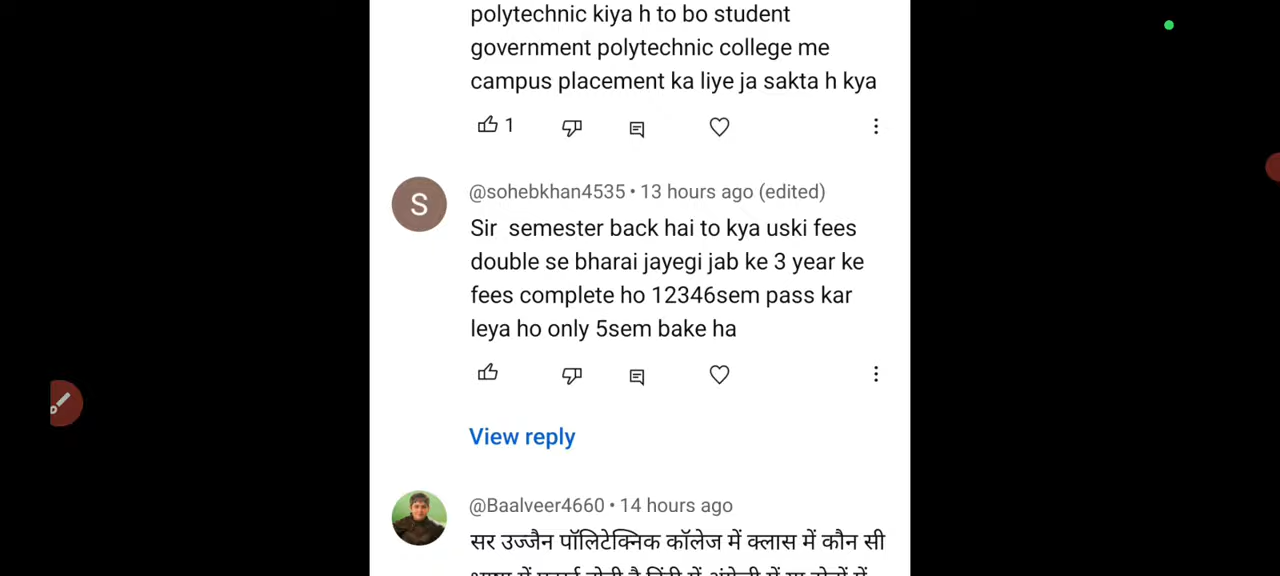 polytechnic kiya h to bo student
government polytechnic college me
campus placement ka liye ja sakta h kya
1
@sohebkhan4535 • 13 hours ago (edited)
S
Sir  semester back hai to kya uski fees
double se bharai jayegi jab ke 3 year ke
fees complete ho 12346sem pass kar
leya ho only 5sem bake ha
View reply
@Baalveer4660 • 14 hours ago
सर उज्जैन पॉलिटेक्निक कॉलेज में क्लास में कौन सी